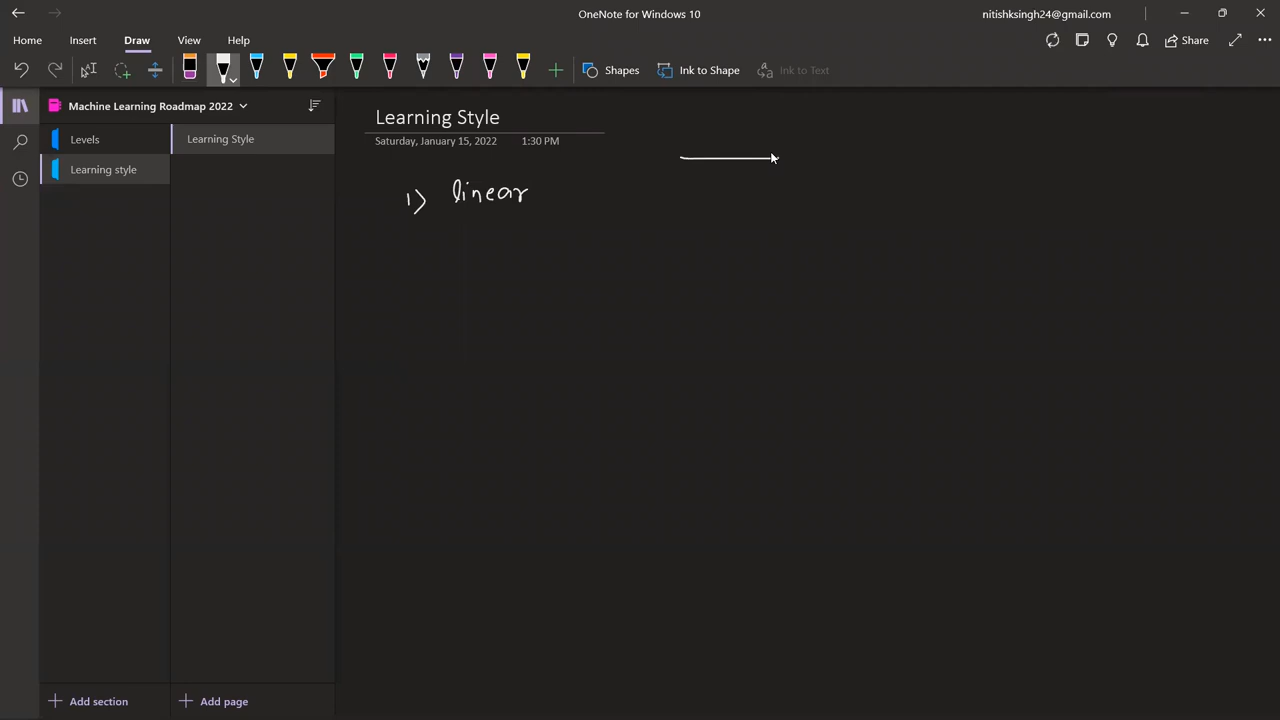 OneNote for Windows 10
nitishksingh24@gmail.com
Home Insert Draw View Help
Share
Shapes Ink to Shape Ink to Text
Machine Learning Roadmap 2022
Levels
Learning style
Learning Style
Learning Style
Saturday, January 15, 2022 1:30 PM
1) linear
Add section Add page